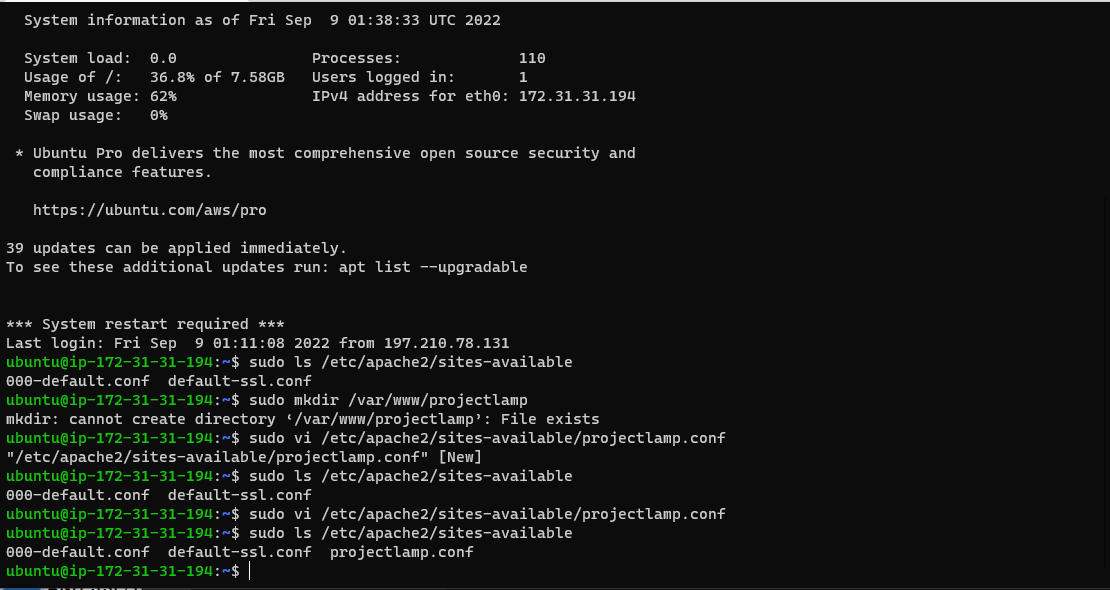 System information as of Fri Sep  9 01:38:33 UTC 2022
System load:  0.0                Processes:             110
Usage of /:   36.8% of 7.58GB   Users logged in:       1
Memory usage: 62%               IPv4 address for eth0: 172.31.31.194
Swap usage:   0%
* Ubuntu Pro delivers the most comprehensive open source security and
compliance features.
https://ubuntu.com/aws/pro
39 updates can be applied immediately.
To see these additional updates run: apt list --upgradable
*** System restart required ***
Last login: Fri Sep  9 01:11:08 2022 from 197.210.78.131
ubuntu@ip-172-31-31-194:~$ sudo ls /etc/apache2/sites-available
000-default.conf  default-ssl.conf
ubuntu@ip-172-31-31-194:~$ sudo mkdir /var/www/projectlamp
mkdir: cannot create directory ‘/var/www/projectlamp’: File exists
ubuntu@ip-172-31-31-194:~$ sudo vi /etc/apache2/sites-available/projectlamp.conf
"/etc/apache2/sites-available/projectlamp.conf" [New]
ubuntu@ip-172-31-31-194:~$ sudo ls /etc/apache2/sites-available
000-default.conf  default-ssl.conf
ubuntu@ip-172-31-31-194:~$ sudo vi /etc/apache2/sites-available/projectlamp.conf
ubuntu@ip-172-31-31-194:~$ sudo ls /etc/apache2/sites-available
000-default.conf  default-ssl.conf  projectlamp.conf
ubuntu@ip-172-31-31-194:~$